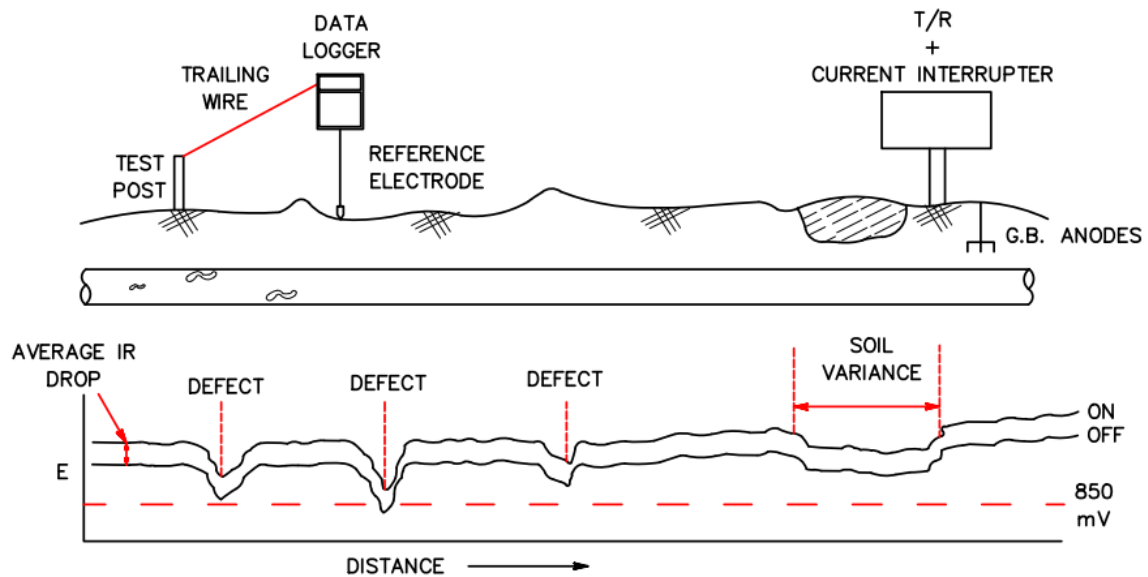 DATA
LOGGER
T/R
+
CURRENT INTERRUPTER
TRAILING
WIRE
TEST
POST
REFERENCE
ELECTRODE
G.B. ANODES
AVERAGE IR
DROP
DEFECT
DEFECT
DEFECT
SOIL
VARIANCE
ON
OFF
E
850
mV
DISTANCE